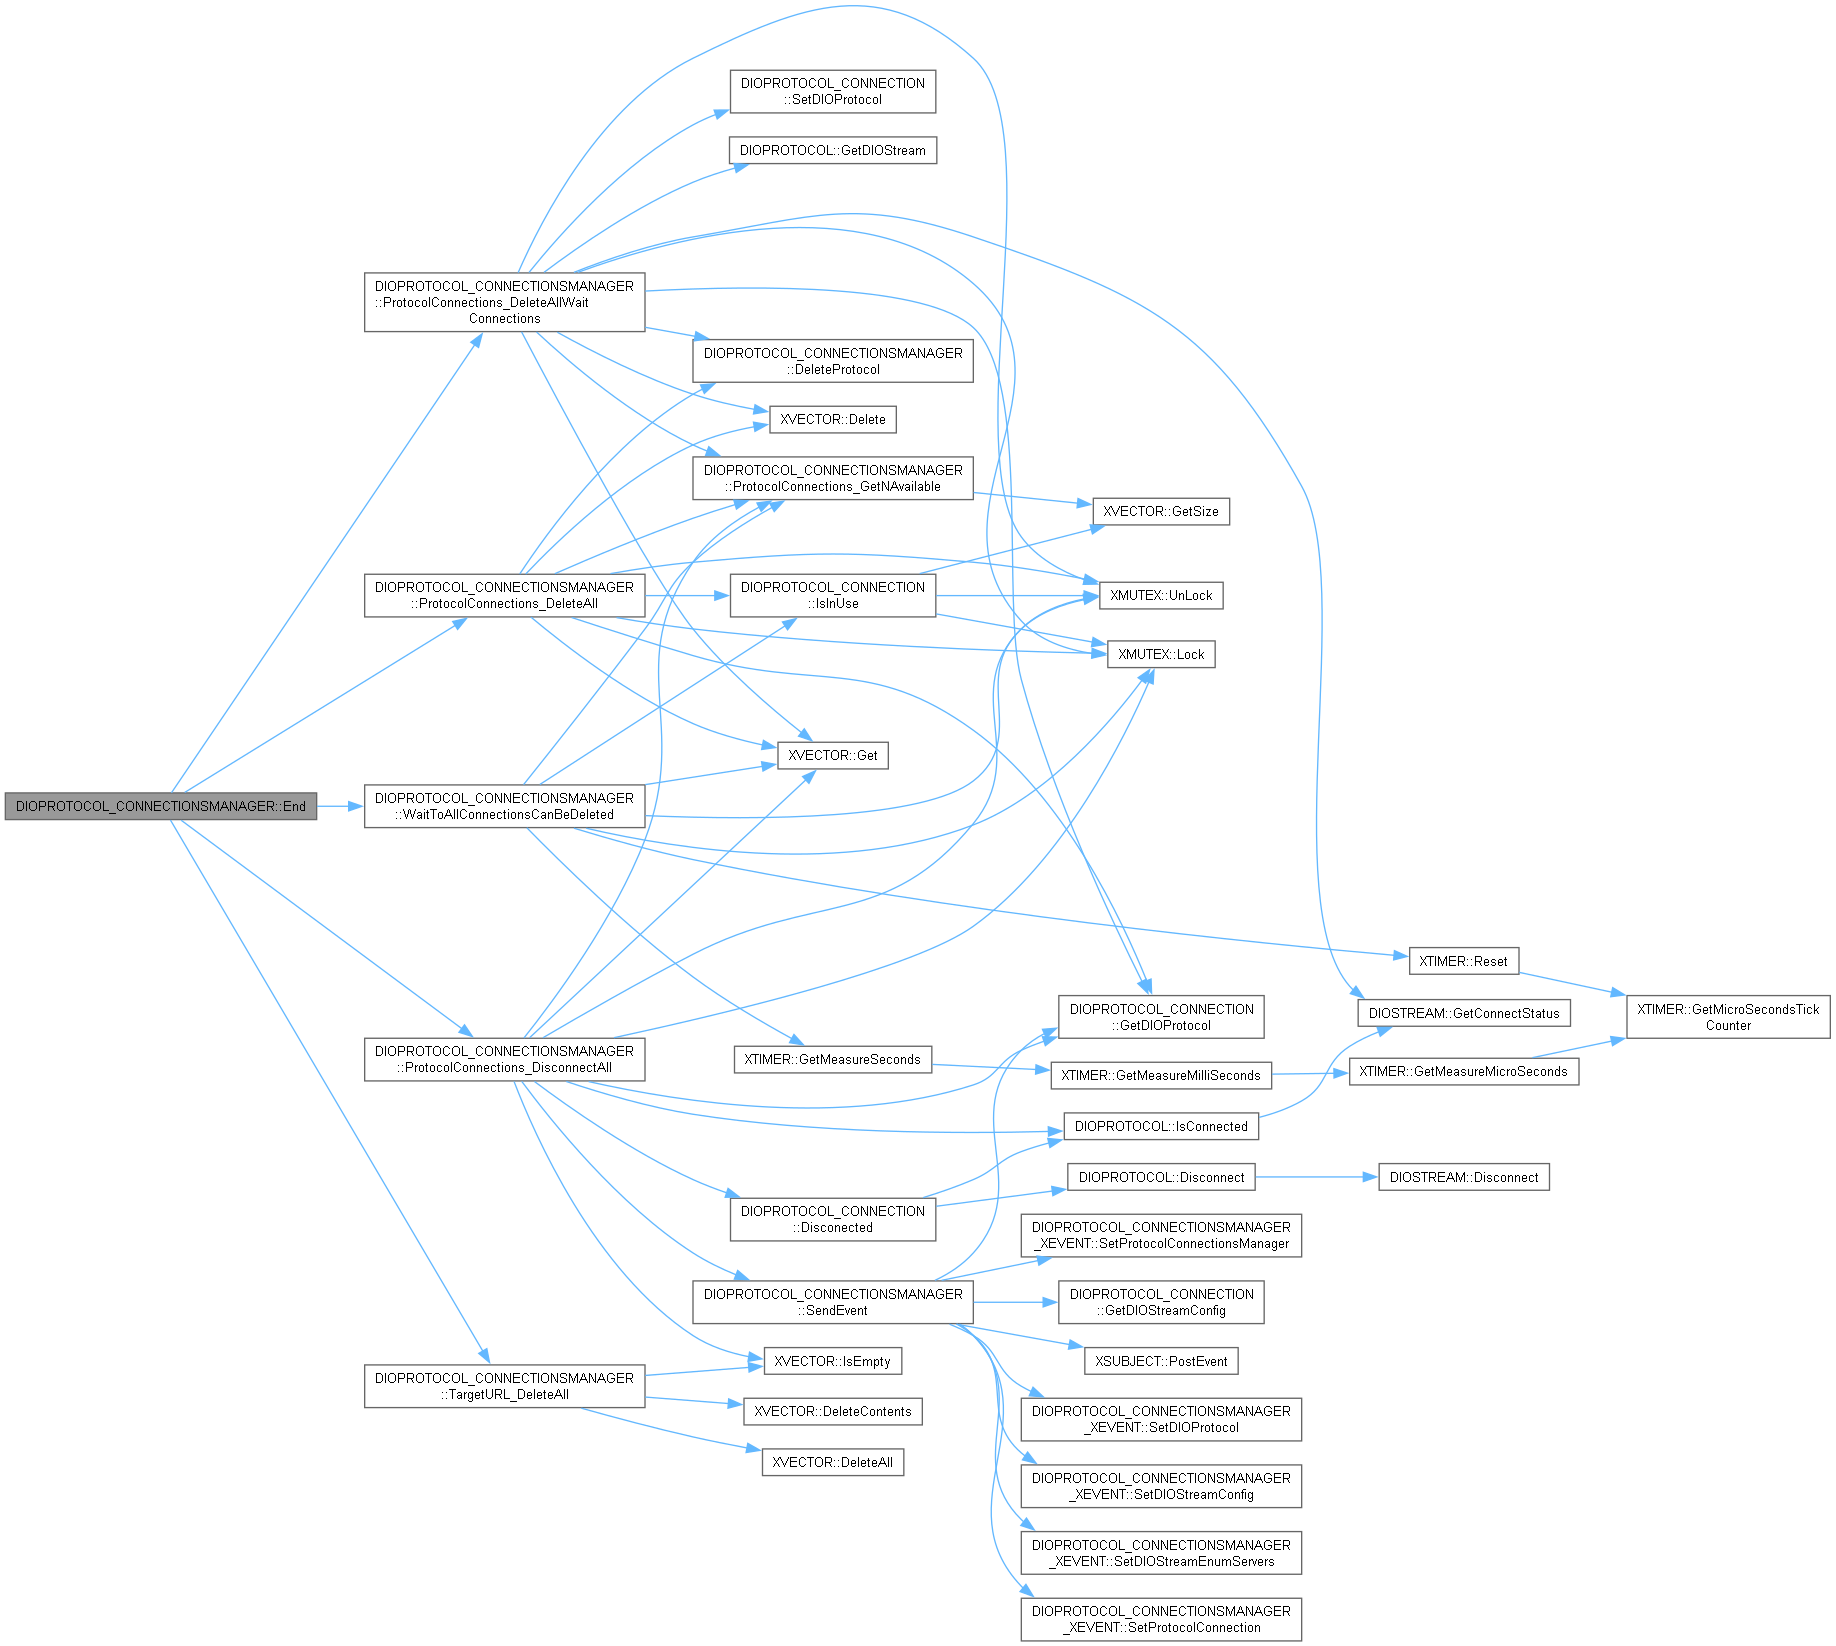 DIOPROTOCOL_CONNECTIONSMANAGER::End
DIOPROTOCOL_CONNECTIONSMANAGER
::ProtocolConnections_DeleteAllWait
Connections
DIOPROTOCOL_CONNECTIONSMANAGER
::ProtocolConnections_DeleteAll
DIOPROTOCOL_CONNECTIONSMANAGER
::WaitToAllConnectionsCanBeDeleted
DIOPROTOCOL_CONNECTIONSMANAGER
::ProtocolConnections_DisconnectAll
DIOPROTOCOL_CONNECTIONSMANAGER
::TargetURL_DeleteAll
DIOPROTOCOL_CONNECTION
::SetDIOProtocol
DIOPROTOCOL::GetDIOStream
DIOPROTOCOL_CONNECTIONSMANAGER
::DeleteProtocol
XVECTOR::Delete
DIOPROTOCOL_CONNECTIONSMANAGER
::ProtocolConnections_GetNAvailable
DIOPROTOCOL_CONNECTION
::IsInUse
XVECTOR::Get
XTIMER::GetMeasureSeconds
DIOPROTOCOL_CONNECTION
::Disconected
DIOPROTOCOL_CONNECTIONSMANAGER
::SendEvent
XVECTOR::IsEmpty
XVECTOR::DeleteContents
XVECTOR::DeleteAll
XVECTOR::GetSize
XMUTEX::UnLock
XMUTEX::Lock
DIOPROTOCOL_CONNECTION
::GetDIOProtocol
XTIMER::GetMeasureMilliSeconds
DIOPROTOCOL::IsConnected
DIOPROTOCOL::Disconnect
DIOPROTOCOL_CONNECTIONSMANAGER
_XEVENT::SetProtocolConnectionsManager
DIOPROTOCOL_CONNECTION
::GetDIOStreamConfig
XSUBJECT::PostEvent
DIOPROTOCOL_CONNECTIONSMANAGER
_XEVENT::SetDIOProtocol
DIOPROTOCOL_CONNECTIONSMANAGER
_XEVENT::SetDIOStreamConfig
DIOPROTOCOL_CONNECTIONSMANAGER
_XEVENT::SetDIOStreamEnumServers
DIOPROTOCOL_CONNECTIONSMANAGER
_XEVENT::SetProtocolConnection
XTIMER::Reset
DIOSTREAM::GetConnectStatus
XTIMER::GetMeasureMicroSeconds
DIOSTREAM::Disconnect
XTIMER::GetMicroSecondsTick
Counter